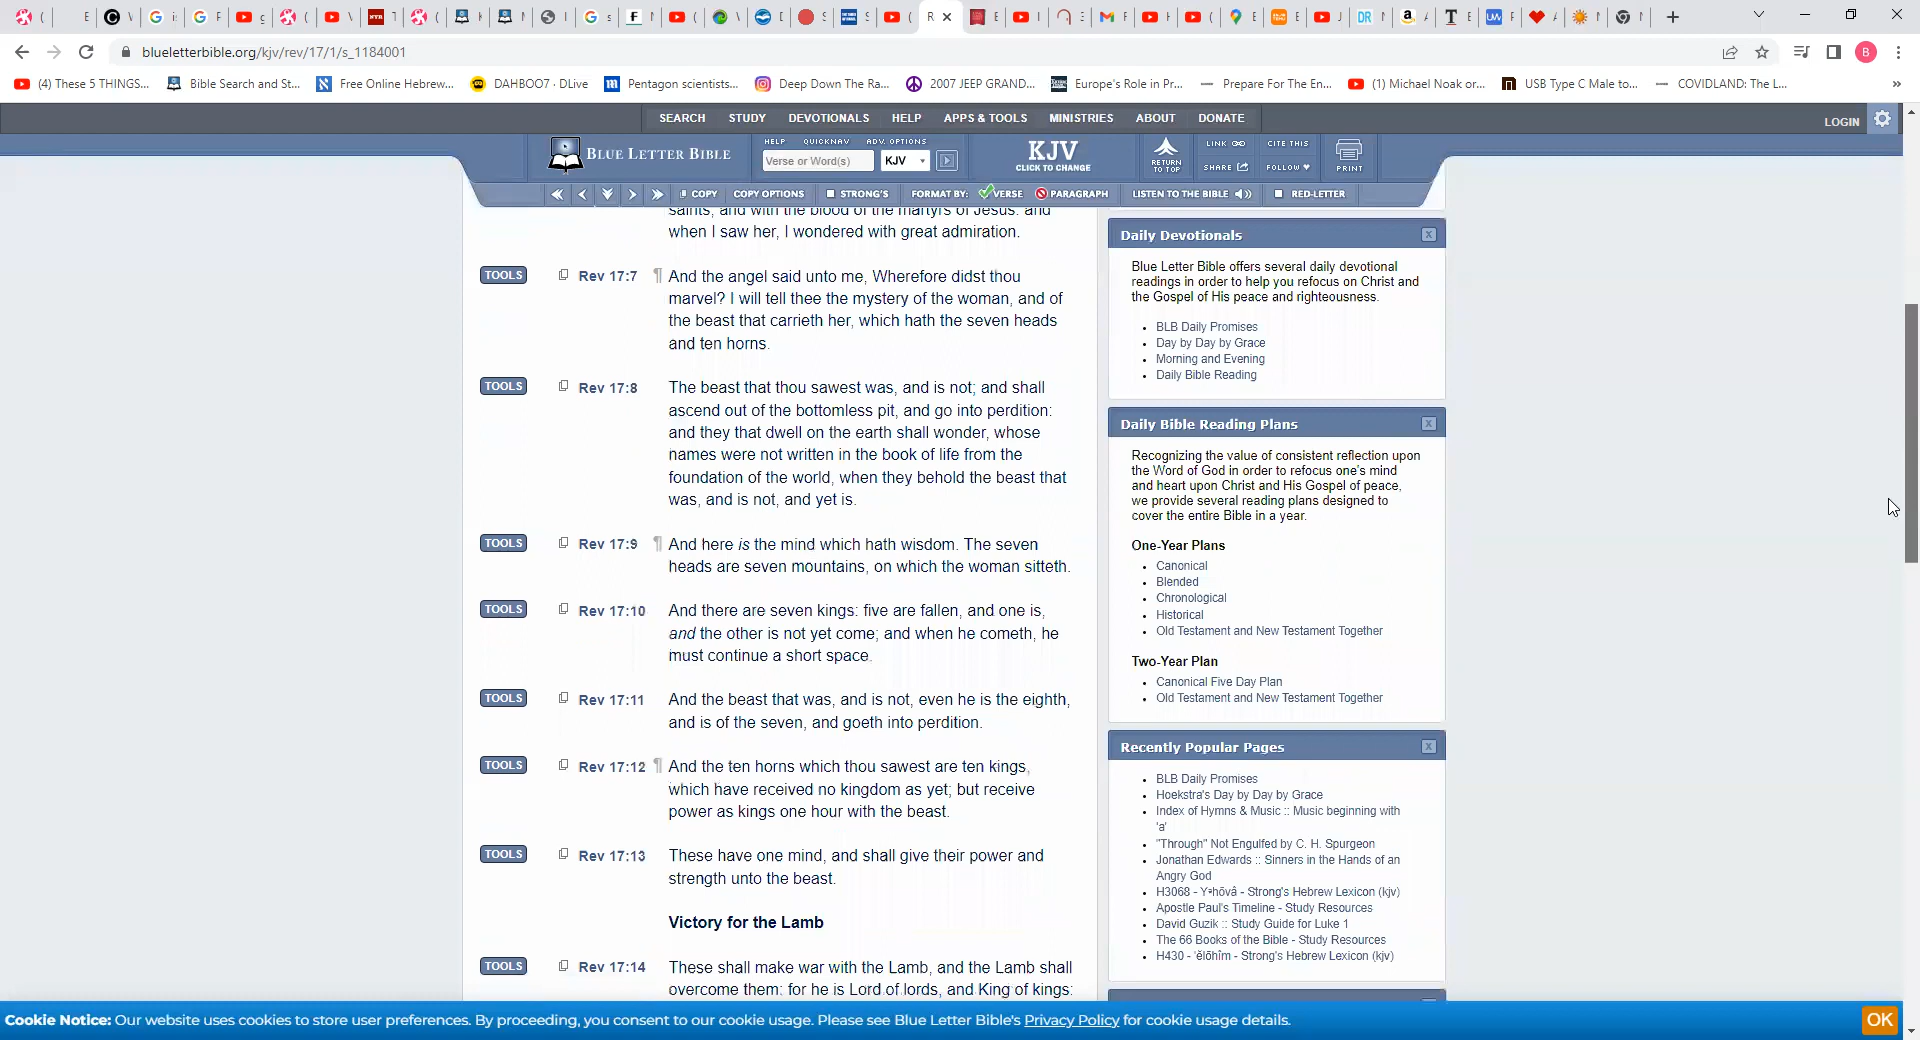 blueletterbible.org/kjv/rev/17/1/s_1184001
B
(4) These 5 THINGS...
Bible Search and St...
Free Online Hebrew...
DAHBOO7 · DLive
Pentagon scientists...
Deep Down The Ra...
2007 JEEP GRAND...
Europe's Role in Pr...
Prepare For The En...
(1) Michael Noak or...
USB Type C Male to...
COVIDLAND: The L...
SEARCH STUDY DEVOTIONALS HELP APPS & TOOLS MINISTRIES ABOUT DONATE
LOGIN
BLUE LETTER BIBLE
HELP QUICKNAV ADV. OPTIONS
Verse or Word(s) KJV
KJV
CLICK TO CHANGE
RETURN
TO TOP
LINK
CITE THIS
SHARE
FOLLOW
PRINT
COPY COPY OPTIONS STRONG'S FORMAT BY: VERSE PARAGRAPH LISTEN TO THE BIBLE RED-LETTER
saints, and with the blood of the martyrs of Jesus: and
when I saw her, I wondered with great admiration.
TOOLS Rev 17:7 ¶ And the angel said unto me, Wherefore didst thou
marvel? I will tell thee the mystery of the woman, and of
the beast that carrieth her, which hath the seven heads
and ten horns.
TOOLS Rev 17:8 The beast that thou sawest was, and is not; and shall
ascend out of the bottomless pit, and go into perdition:
and they that dwell on the earth shall wonder, whose
names were not written in the book of life from the
foundation of the world, when they behold the beast that
was, and is not, and yet is.
TOOLS Rev 17:9 ¶ And here is the mind which hath wisdom. The seven
heads are seven mountains, on which the woman sitteth.
TOOLS Rev 17:10 And there are seven kings: five are fallen, and one is,
and the other is not yet come; and when he cometh, he
must continue a short space.
TOOLS Rev 17:11 And the beast that was, and is not, even he is the eighth,
and is of the seven, and goeth into perdition.
TOOLS Rev 17:12 ¶ And the ten horns which thou sawest are ten kings,
which have received no kingdom as yet; but receive
power as kings one hour with the beast.
TOOLS Rev 17:13 These have one mind, and shall give their power and
strength unto the beast.
Victory for the Lamb
TOOLS Rev 17:14 These shall make war with the Lamb, and the Lamb shall
overcome them: for he is Lord of lords, and King of kings:
Daily Devotionals
Blue Letter Bible offers several daily devotional
readings in order to help you refocus on Christ and
the Gospel of His peace and righteousness.
BLB Daily Promises
Day by Day by Grace
Morning and Evening
Daily Bible Reading
Daily Bible Reading Plans
Recognizing the value of consistent reflection upon
the Word of God in order to refocus one's mind
and heart upon Christ and His Gospel of peace,
we provide several reading plans designed to
cover the entire Bible in a year.
One-Year Plans
Canonical
Blended
Chronological
Historical
Old Testament and New Testament Together
Two-Year Plan
Canonical Five Day Plan
Old Testament and New Testament Together
Recently Popular Pages
BLB Daily Promises
Hoekstra's Day by Day by Grace
Index of Hymns & Music :: Music beginning with
'a'
"Through" Not Engulfed by C. H. Spurgeon
Jonathan Edwards :: Sinners in the Hands of an
Angry God
H3068 - Yᵊhōvâ - Strong's Hebrew Lexicon (kjv)
Apostle Paul's Timeline - Study Resources
David Guzik :: Study Guide for Luke 1
The 66 Books of the Bible - Study Resources
H430 - 'ĕlōhîm - Strong's Hebrew Lexicon (kjv)
Cookie Notice: Our website uses cookies to store user preferences. By proceeding, you consent to our cookie usage. Please see Blue Letter Bible's Privacy Policy for cookie usage details.
OK